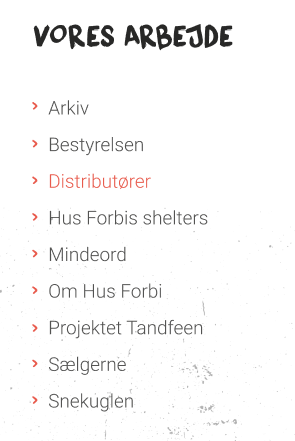 VORES ARBEJDE
Arkiv
Bestyrelsen
Distributører
Hus Forbis shelters
Mindeord
Om Hus Forbi
Projektet Tandfeen
Sælgerne
Snekuglen